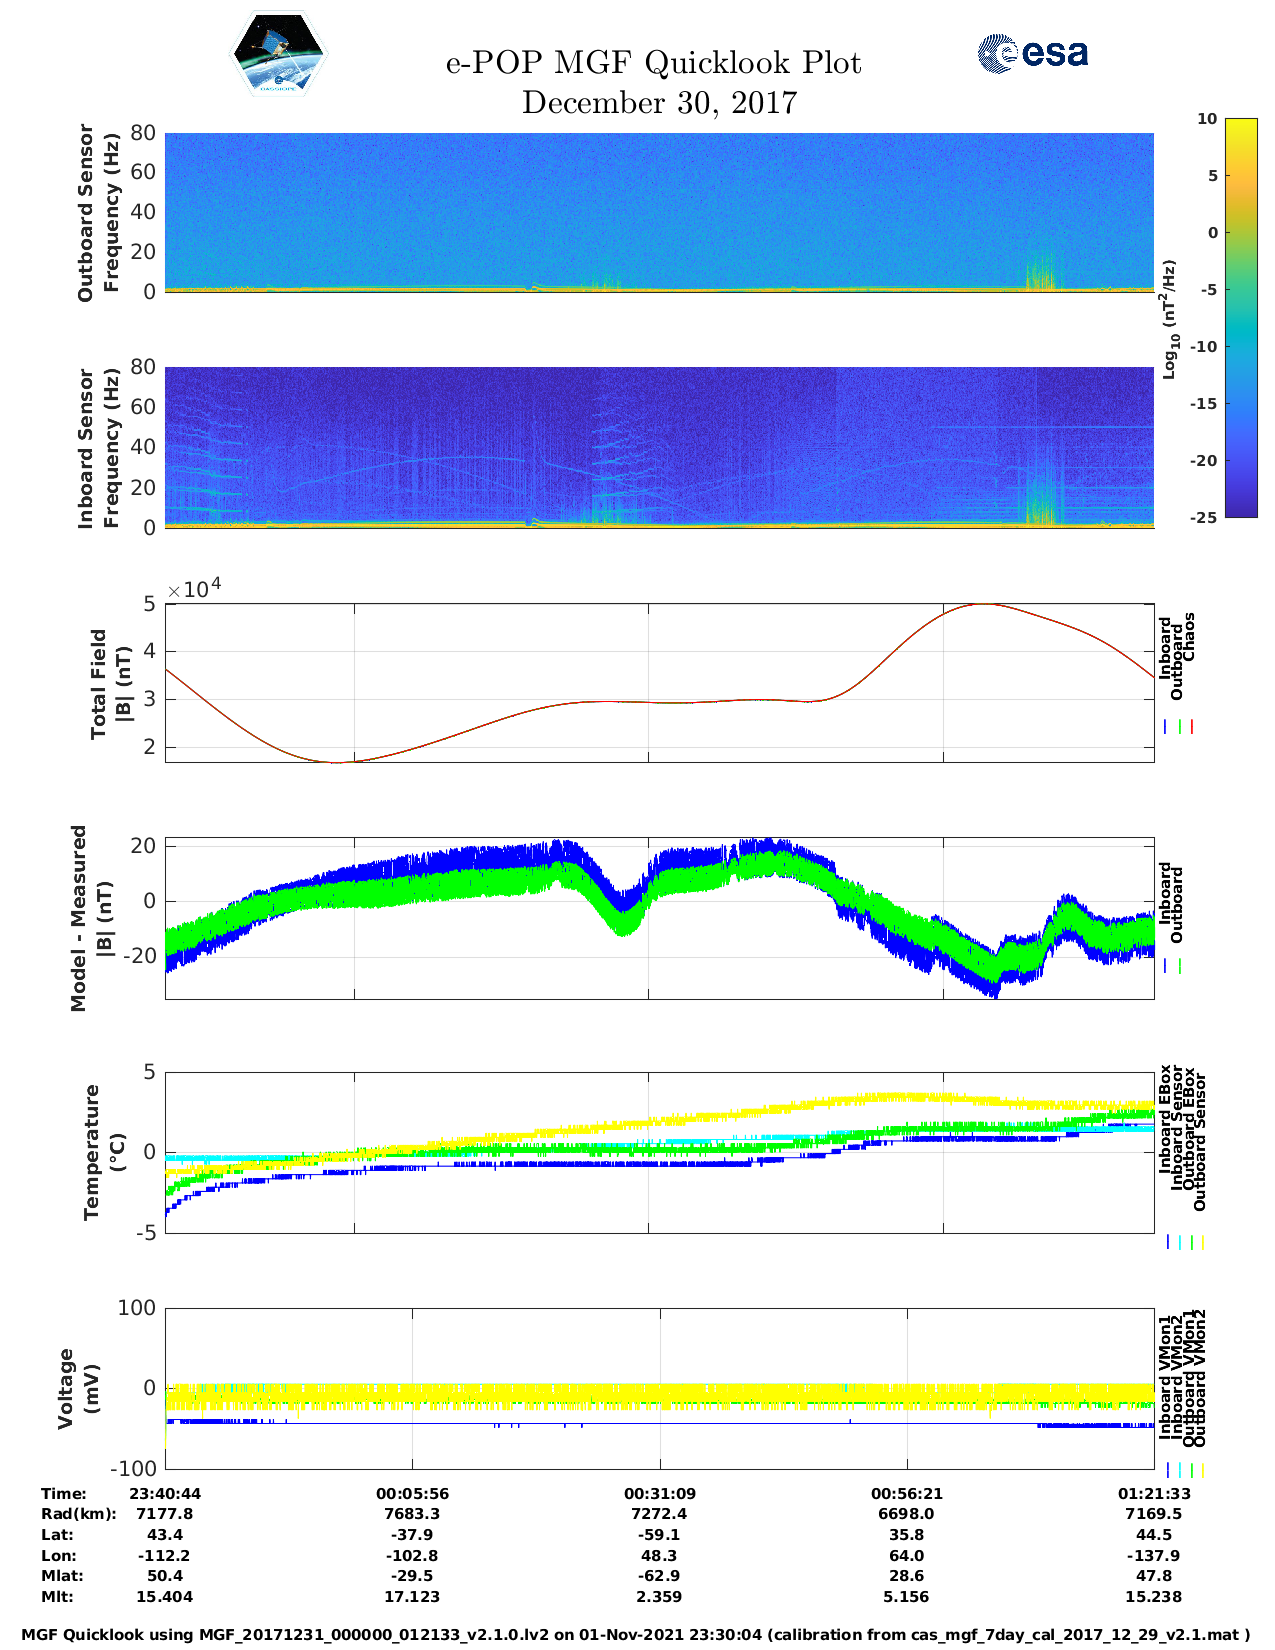 CASSIOPE
esa
e-POP MGF Quicklook Plot
December 30, 2017
Outboard Sensor
Frequency (Hz)
80
60
40
20
0
10
5
0
-5
-10
-15
-20
-25
Log10 (nT2/Hz)
Inboard Sensor
Frequency (Hz)
80
60
40
20
0
Total Field
|B| (nT)
×10^4
5
4
3
2
Inboard
Outboard
Chaos
Model - Measured
|B| (nT)
20
0
-20
Inboard
Outboard
Temperature
(°C)
5
0
-5
Inboard EBox
Inboard Sensor
Outboard EBox
Outboard Sensor
Voltage
(mV)
100
0
-100
Inboard VMon1
Inboard VMon2
Outboard VMon1
Outboard VMon2
Time: 23:40:44 00:05:56 00:31:09 00:56:21 01:21:33
Rad(km): 7177.8 7683.3 7272.4 6698.0 7169.5
Lat: 43.4 -37.9 -59.1 35.8 44.5
Lon: -112.2 -102.8 48.3 64.0 -137.9
Mlat: 50.4 -29.5 -62.9 28.6 47.8
Mlt: 15.404 17.123 2.359 5.156 15.238
MGF Quicklook using MGF_20171231_000000_012133_v2.1.0.lv2 on 01-Nov-2021 23:30:04 (calibration from cas_mgf_7day_cal_2017_12_29_v2.1.mat )